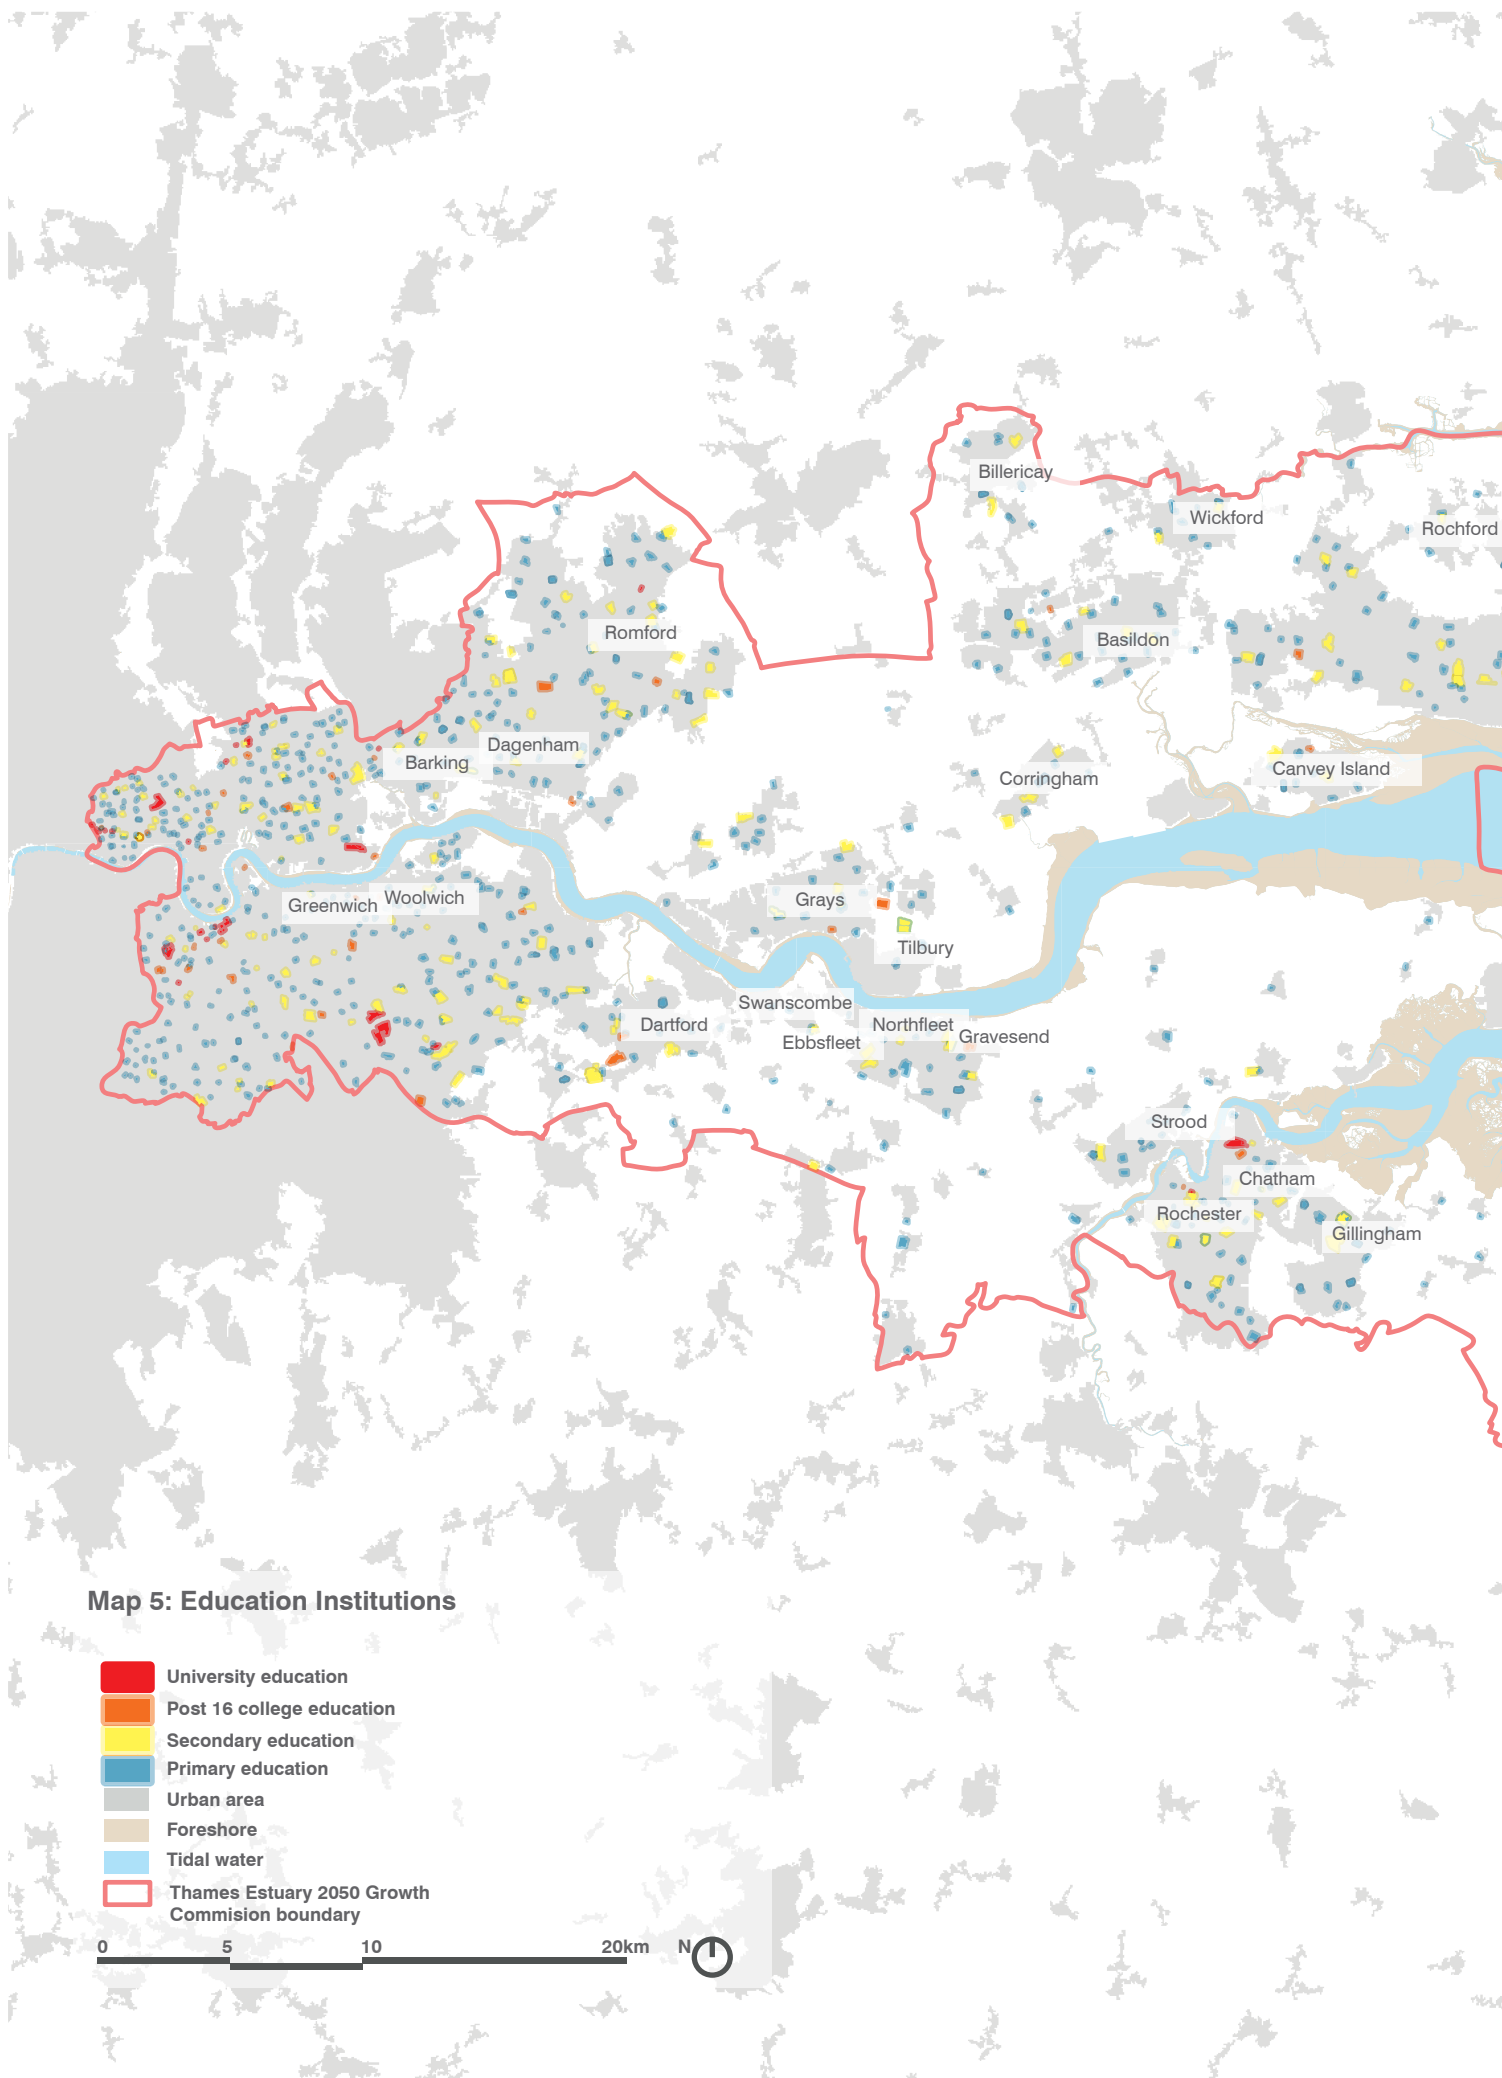 Billericay
Wickford
Rochford
Romford
Basildon
Dagenham
Barking
Corringham
Canvey Island
Greenwich
Woolwich
Grays
Tilbury
Swanscombe
Dartford
Northfleet
Ebbsfleet
Gravesend
Strood
Chatham
Rochester
Gillingham
Map 5: Education Institutions
University education
Post 16 college education
Secondary education
Primary education
Urban area
Foreshore
Tidal water
Thames Estuary 2050 Growth
Commision boundary
0 5 10 20km N